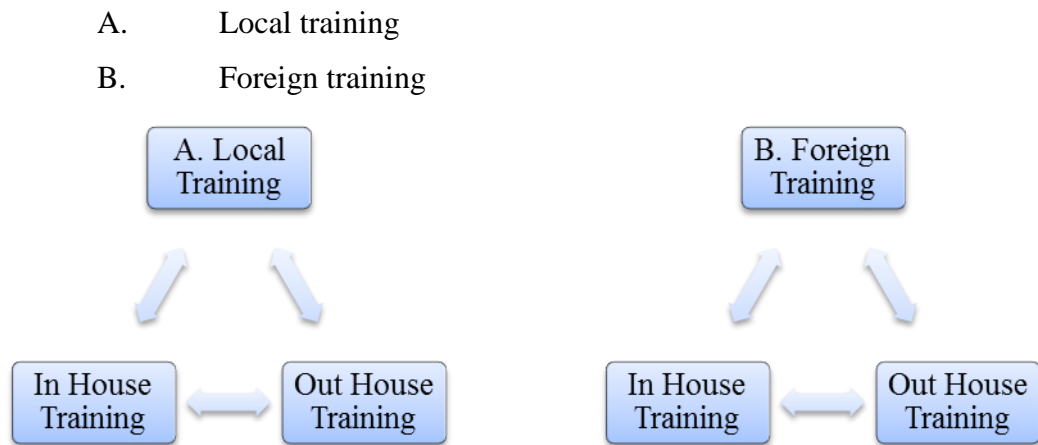 A. Local training
B. Foreign training
A. Local
Training
In House
Training
Out House
Training
B. Foreign
Training
In House
Training
Out House
Training